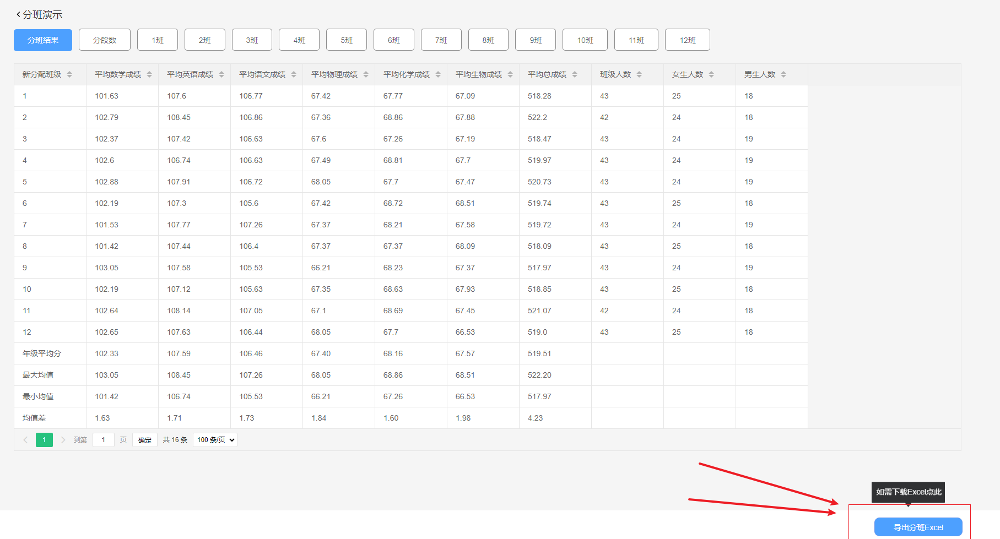 分班演示
分班结果 分段数 1班 2班 3班 4班 5班 6班 7班 8班 9班 10班 11班 12班
新分配班级 平均数学成绩 平均英语成绩 平均语文成绩 平均物理成绩 平均化学成绩 平均生物成绩 平均总成绩 班级人数 女生人数 男生人数
1 101.63 107.6 106.77 67.42 67.77 67.09 518.28 43 25 18
2 102.79 108.45 106.86 67.36 68.86 67.88 522.2 42 24 18
3 102.37 107.42 106.63 67.6 67.26 67.19 518.47 43 24 19
4 102.6 106.74 106.63 67.49 68.81 67.7 519.97 43 24 19
5 102.88 107.91 106.72 68.05 67.7 67.47 520.73 43 24 19
6 102.19 107.3 105.6 67.42 68.72 68.51 519.74 43 25 18
7 101.53 107.77 107.26 67.37 68.21 67.58 519.72 43 24 19
8 101.42 107.44 106.4 67.37 67.37 68.09 518.09 43 25 18
9 103.05 107.58 105.53 66.21 68.23 67.37 517.97 43 24 19
10 102.19 107.12 105.63 67.35 68.63 67.93 518.85 43 25 18
11 102.64 108.14 107.05 67.1 68.69 67.45 521.07 42 24 18
12 102.65 107.63 106.44 68.05 67.7 66.53 519.0 43 25 18
年级平均分 102.33 107.59 106.46 67.40 68.16 67.57 519.51
最大均值 103.05 108.45 107.26 68.05 68.86 68.51 522.20
最小均值 101.42 106.74 105.53 66.21 67.26 66.53 517.97
均值差 1.63 1.71 1.73 1.84 1.60 1.98 4.23
1 到第 1 页 确定 共 16 条 100 条/页
如需下载Excel点此
导出分班Excel